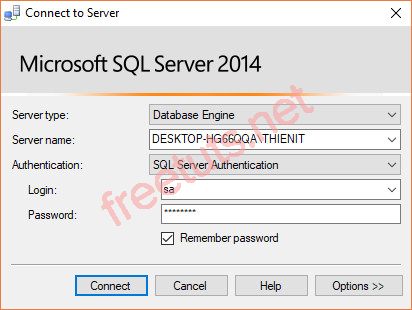 Connect to Server
Microsoft SQL Server 2014
Server type: Database Engine
Server name: DESKTOP-HG66QQA\THIENIT
Authentication: SQL Server Authentication
Login: sa
Password: ********
Remember password
Connect Cancel Help Options >>
freetuts.net